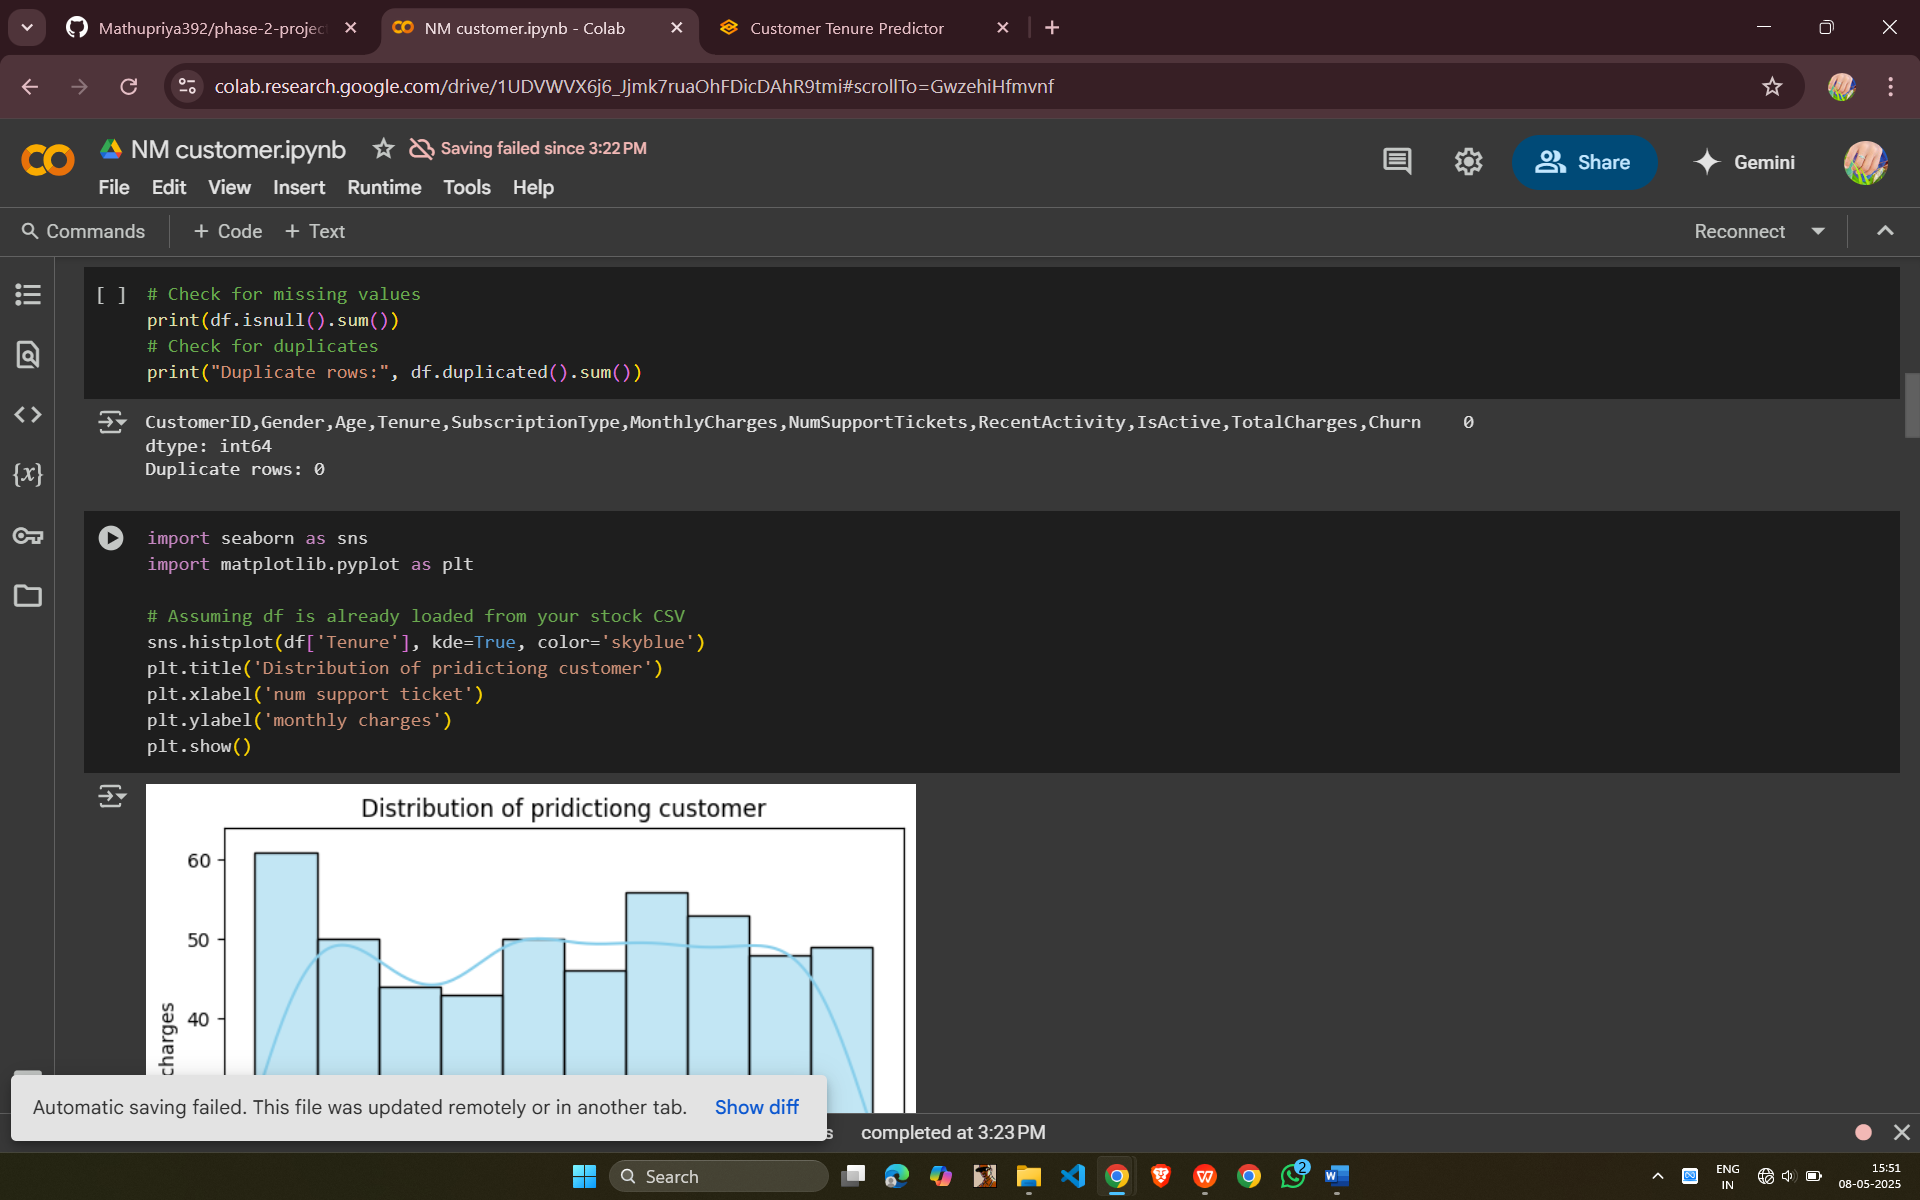 Mathupriya392/phase-2-projec
NM customer.ipynb - Colab
Customer Tenure Predictor
colab.research.google.com/drive/1UDVWVX6j6_Jjmk7ruaOhFDicDAhR9tmi#scrollTo=GwzehiHfmvnf
NM customer.ipynb
Saving failed since 3:22 PM
File Edit View Insert Runtime Tools Help
Share
Gemini
Commands
+ Code
+ Text
Reconnect
[ ]
# Check for missing values
print(df.isnull().sum())
# Check for duplicates
print("Duplicate rows:", df.duplicated().sum())
CustomerID,Gender,Age,Tenure,SubscriptionType,MonthlyCharges,NumSupportTickets,RecentActivity,IsActive,TotalCharges,Churn 0
dtype: int64
Duplicate rows: 0
import seaborn as sns
import matplotlib.pyplot as plt
# Assuming df is already loaded from your stock CSV
sns.histplot(df['Tenure'], kde=True, color='skyblue')
plt.title('Distribution of pridictiong customer')
plt.xlabel('num support ticket')
plt.ylabel('monthly charges')
plt.show()
Distribution of pridictiong customer
60
50
40
charges
Automatic saving failed. This file was updated remotely or in another tab. Show diff
s completed at 3:23 PM
Search
2
ENG
IN
15:51
08-05-2025